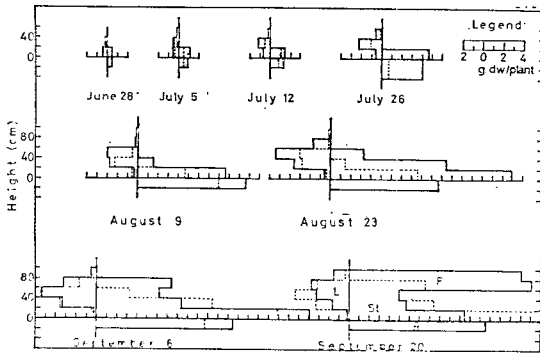 Legend
2 0 2 4
g dw/plant
40
0
June 28
July 5
July 12
July 26
Height (cm)
80
40
0
August 9
August 23
80
40
0
L
F
St
September 6
September 20